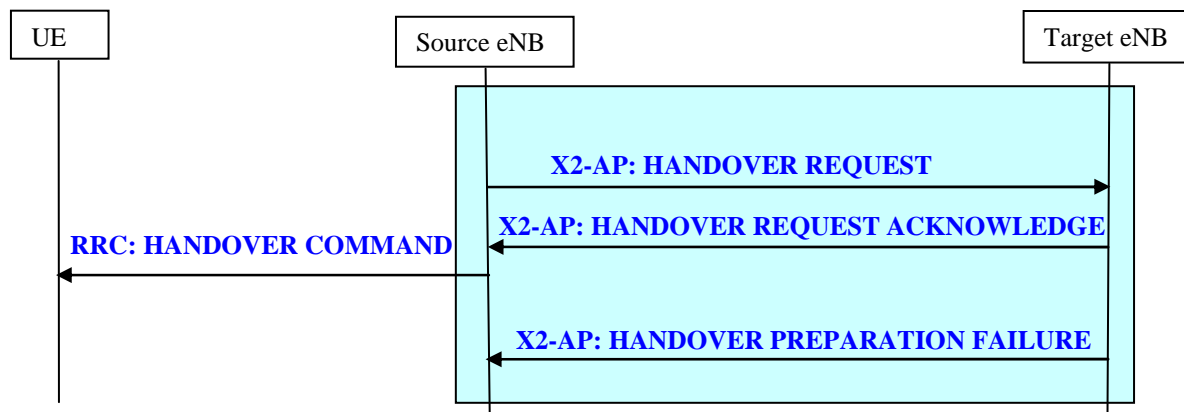 UE
Source eNB
Target eNB
X2-AP: HANDOVER REQUEST
X2-AP: HANDOVER REQUEST ACKNOWLEDGE
RRC: HANDOVER COMMAND
X2-AP: HANDOVER PREPARATION FAILURE